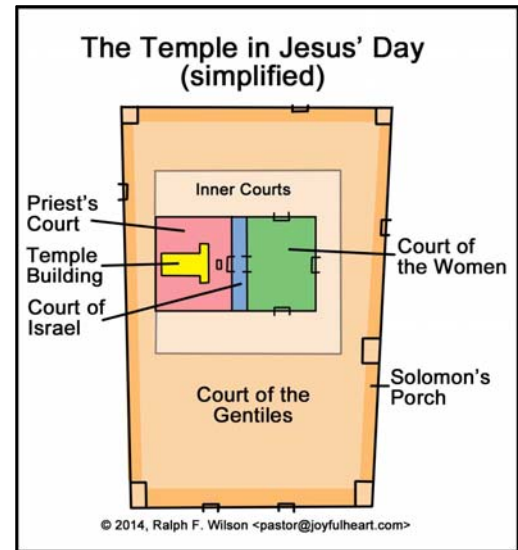 The Temple in Jesus' Day
(simplified)
Inner Courts
Priest's
Court
Temple
Building
Court of
Israel
Court of
the Women
Court of the
Gentiles
Solomon's
Porch
© 2014, Ralph F. Wilson <pastor@joyfulheart.com>